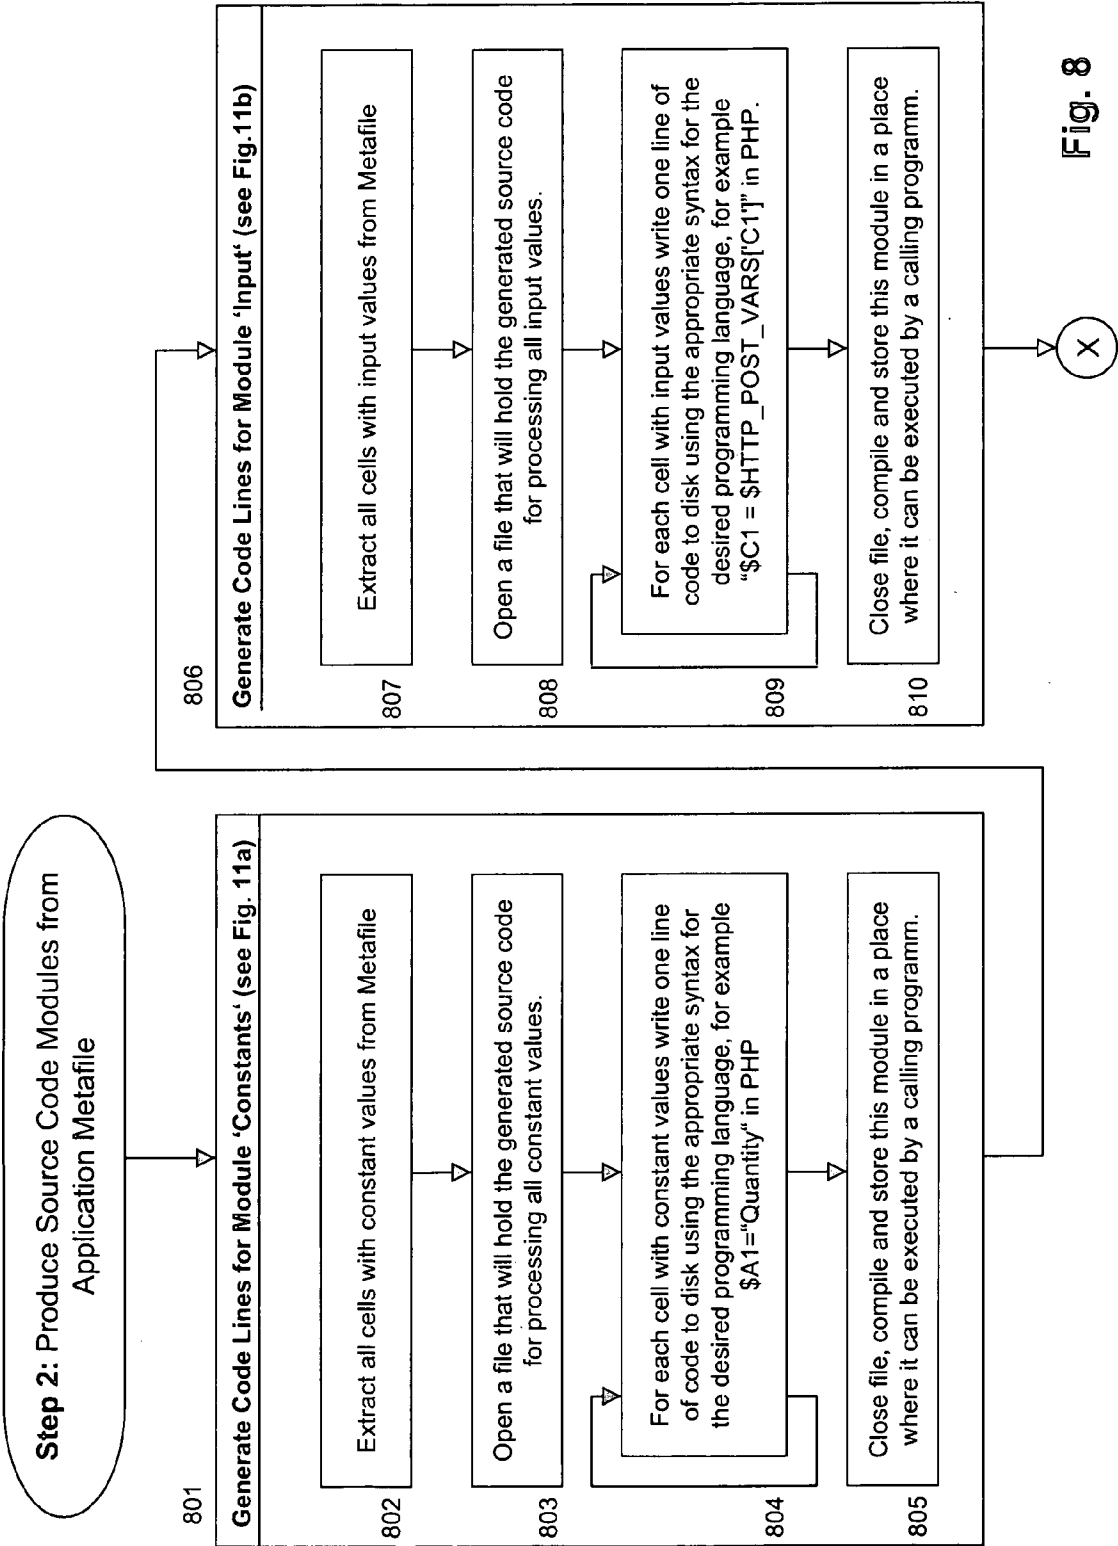 Step 2: Produce Source Code Modules from
Application Metafile
801
Generate Code Lines for Module ‘Constants‘ (see Fig. 11a)
802
Extract all cells with constant values from Metafile
803
Open a file that will hold the generated source code
for processing all constant values.
804
For each cell with constant values write one line
of code to disk using the appropriate syntax for
the desired programming language, for example
$A1=“Quantity“ in PHP
805
Close file, compile and store this module in a place
where it can be executed by a calling programm.
806
Generate Code Lines for Module ‘Input‘ (see Fig.11b)
807
Extract all cells with input values from Metafile
808
Open a file that will hold the generated source code
for processing all input values.
809
For each cell with input values write one line of
code to disk using the appropriate syntax for the
desired programming language, for example
“$C1 = $HTTP_POST_VARS['C1']” in PHP.
810
Close file, compile and store this module in a place
where it can be executed by a calling programm.
X
Fig. 8